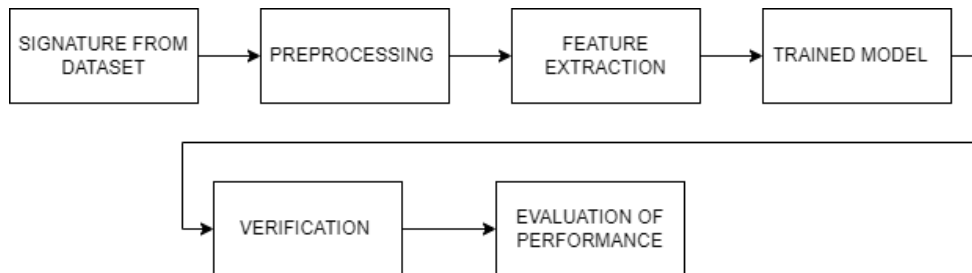 SIGNATURE FROM
DATASET
PREPROCESSING
FEATURE
EXTRACTION
TRAINED MODEL
VERIFICATION
EVALUATION OF
PERFORMANCE